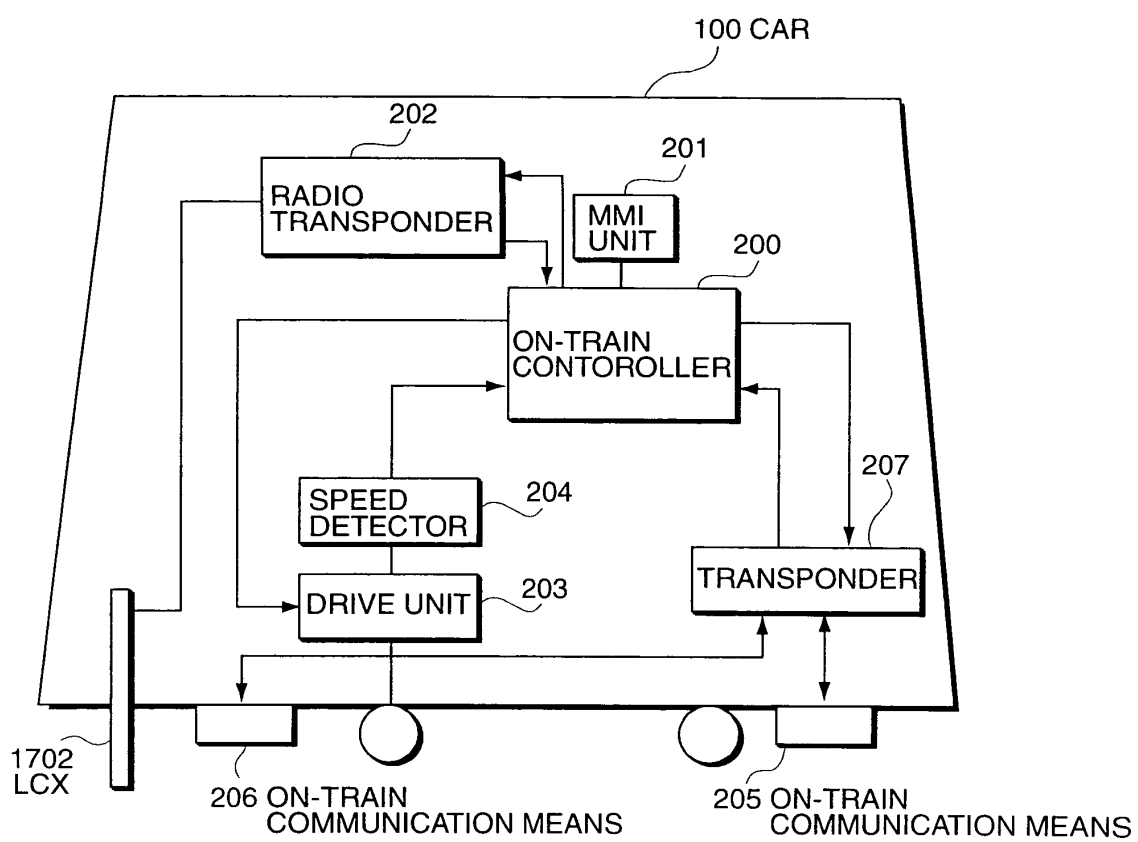 100 CAR
202
201
RADIO
TRANSPONDER
MMI
UNIT
200
ON-TRAIN
CONTOROLLER
207
SPEED
DETECTOR
204
TRANSPONDER
DRIVE UNIT
203
1702
LCX
206 ON-TRAIN
COMMUNICATION MEANS
205 ON-TRAIN
COMMUNICATION MEANS